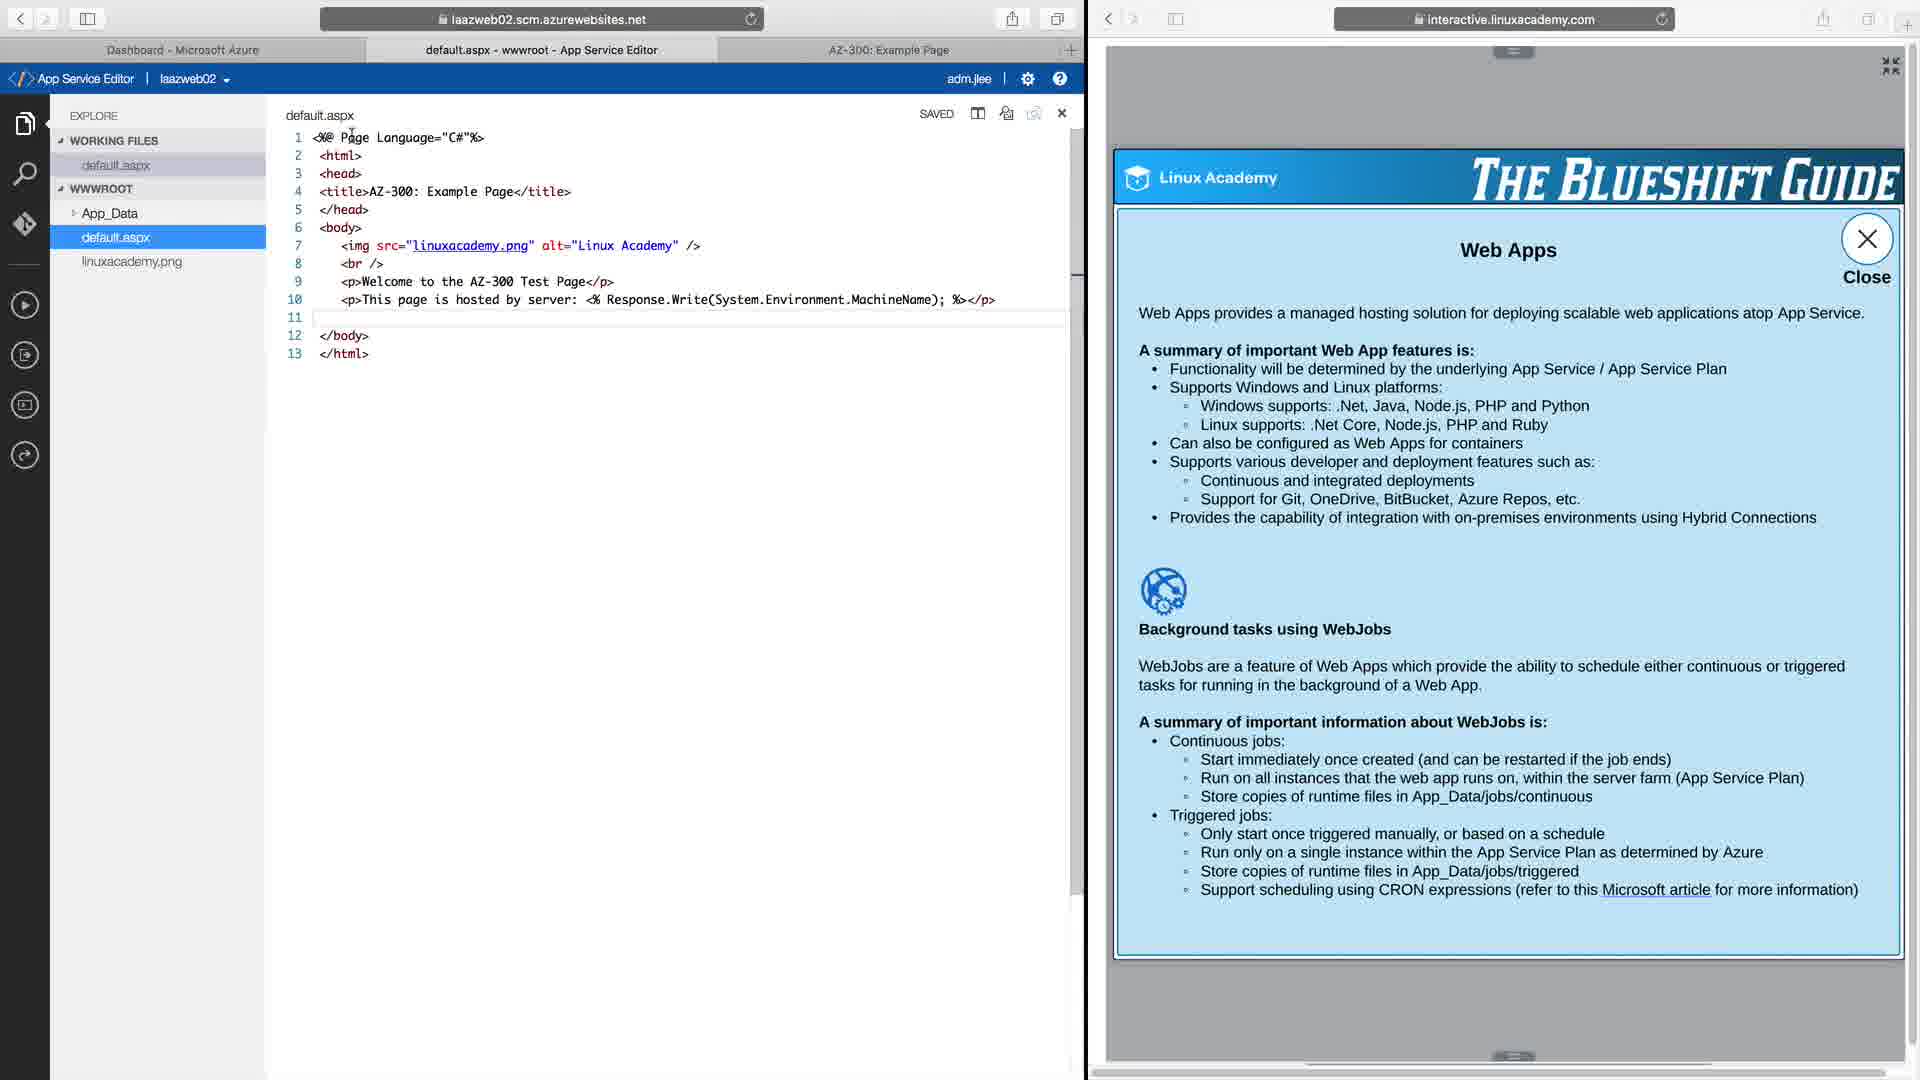 laazweb02.scm.azurewebsites.net
Dashboard - Microsoft Azure
default.aspx - wwwroot - App Service Editor
AZ-300: Example Page
App Service Editor | laazweb02
adm.jlee
EXPLORE
WORKING FILES
default.aspx
WWWROOT
App_Data
default.aspx
linuxacademy.png
default.aspx
SAVED
1 <%@ Page Language="C#"%>
2 <html>
3 <head>
4 <title>AZ-300: Example Page</title>
5 </head>
6 <body>
7 <img src="linuxacademy.png" alt="Linux Academy" />
8 <br />
9 <p>Welcome to the AZ-300 Test Page</p>
10 <p>This page is hosted by server: <% Response.Write(System.Environment.MachineName); %></p>
11
12 </body>
13 </html>
interactive.linuxacademy.com
Linux Academy
THE BLUESHIFT GUIDE
Web Apps
Close
Web Apps provides a managed hosting solution for deploying scalable web applications atop App Service.
A summary of important Web App features is:
• Functionality will be determined by the underlying App Service / App Service Plan
• Supports Windows and Linux platforms:
◦ Windows supports: .Net, Java, Node.js, PHP and Python
◦ Linux supports: .Net Core, Node.js, PHP and Ruby
• Can also be configured as Web Apps for containers
• Supports various developer and deployment features such as:
◦ Continuous and integrated deployments
◦ Support for Git, OneDrive, BitBucket, Azure Repos, etc.
• Provides the capability of integration with on-premises environments using Hybrid Connections
Background tasks using WebJobs
WebJobs are a feature of Web Apps which provide the ability to schedule either continuous or triggered
tasks for running in the background of a Web App.
A summary of important information about WebJobs is:
• Continuous jobs:
◦ Start immediately once created (and can be restarted if the job ends)
◦ Run on all instances that the web app runs on, within the server farm (App Service Plan)
◦ Store copies of runtime files in App_Data/jobs/continuous
• Triggered jobs:
◦ Only start once triggered manually, or based on a schedule
◦ Run only on a single instance within the App Service Plan as determined by Azure
◦ Store copies of runtime files in App_Data/jobs/triggered
◦ Support scheduling using CRON expressions (refer to this Microsoft article for more information)